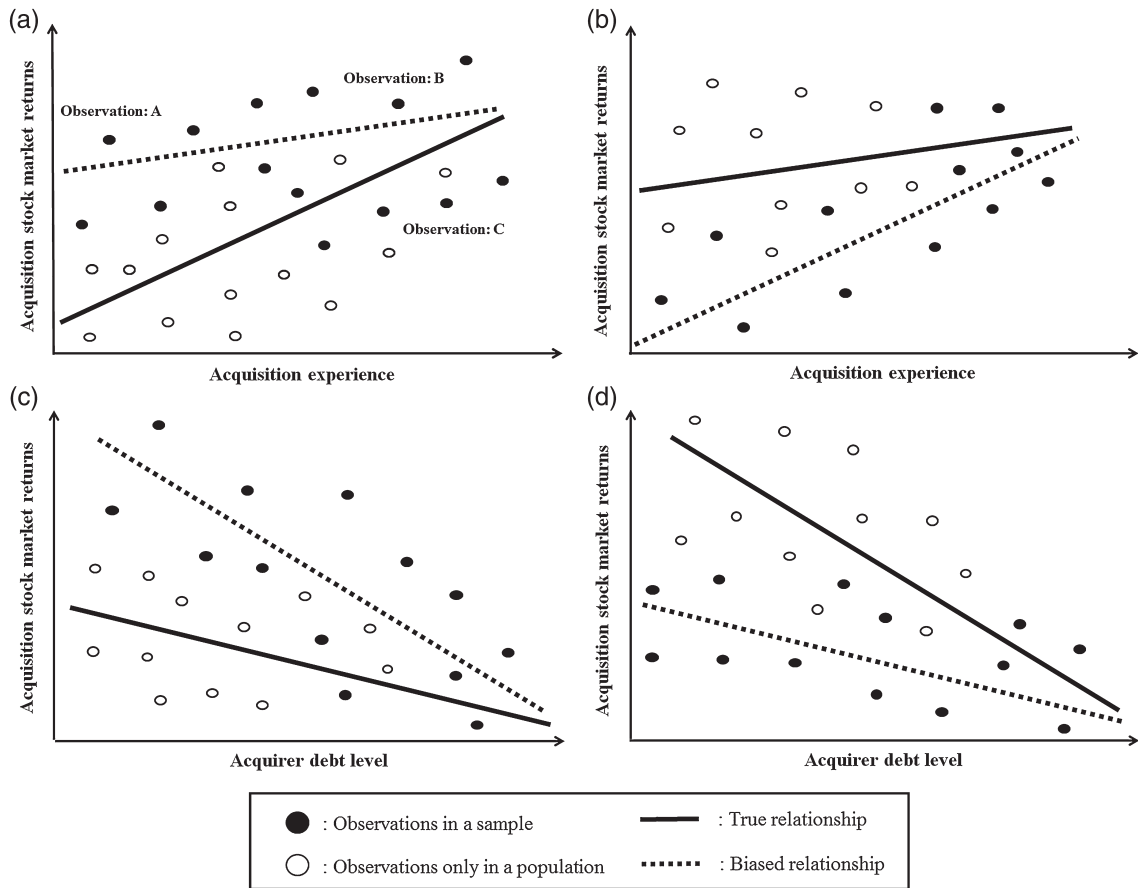 (a)
Acquisition stock market returns
Observation: A
Observation: B
Observation: C
Acquisition experience
(b)
Acquisition stock market returns
Acquisition experience
(c)
Acquisition stock market returns
Acquirer debt level
(d)
Acquisition stock market returns
Acquirer debt level
: Observations in a sample
: True relationship
: Observations only in a population
: Biased relationship